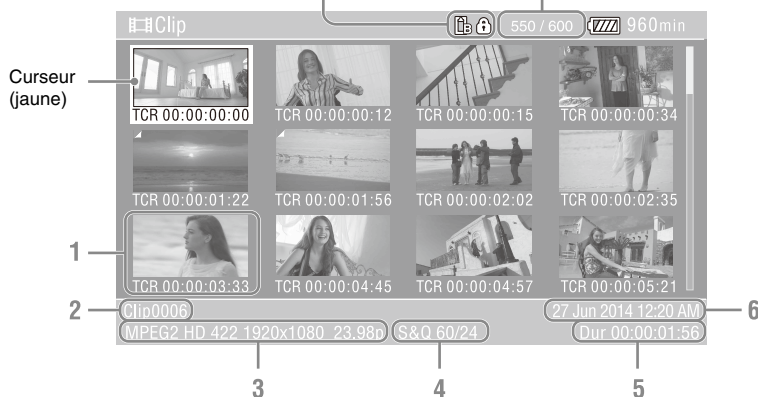 Clip B 550 / 600 960min
Curseur
(jaune)
TCR 00:00:00:00 TCR 00:00:00:12 TCR 00:00:00:15 TCR 00:00:00:34
TCR 00:00:01:22 TCR 00:00:01:56 TCR 00:00:02:02 TCR 00:00:02:35
1
TCR 00:00:03:33 TCR 00:00:04:45 TCR 00:00:04:57 TCR 00:00:05:21
2 Clip0006 27 Jun 2014 12:20 AM 6
MPEG2 HD 422 1920x1080 23.98p S&Q 60/24 Dur 00:00:01:56
3 4 5